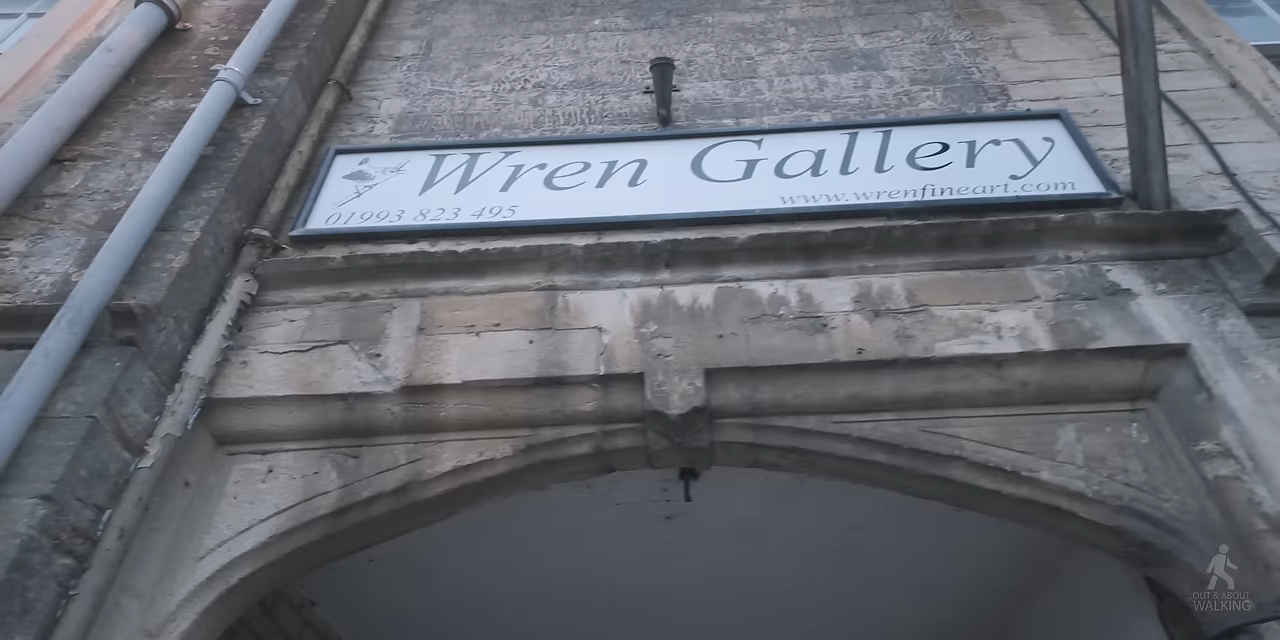 Wren Gallery
www.wrenfineart.com
01993 823 495
OUT & ABOUT
WALKING